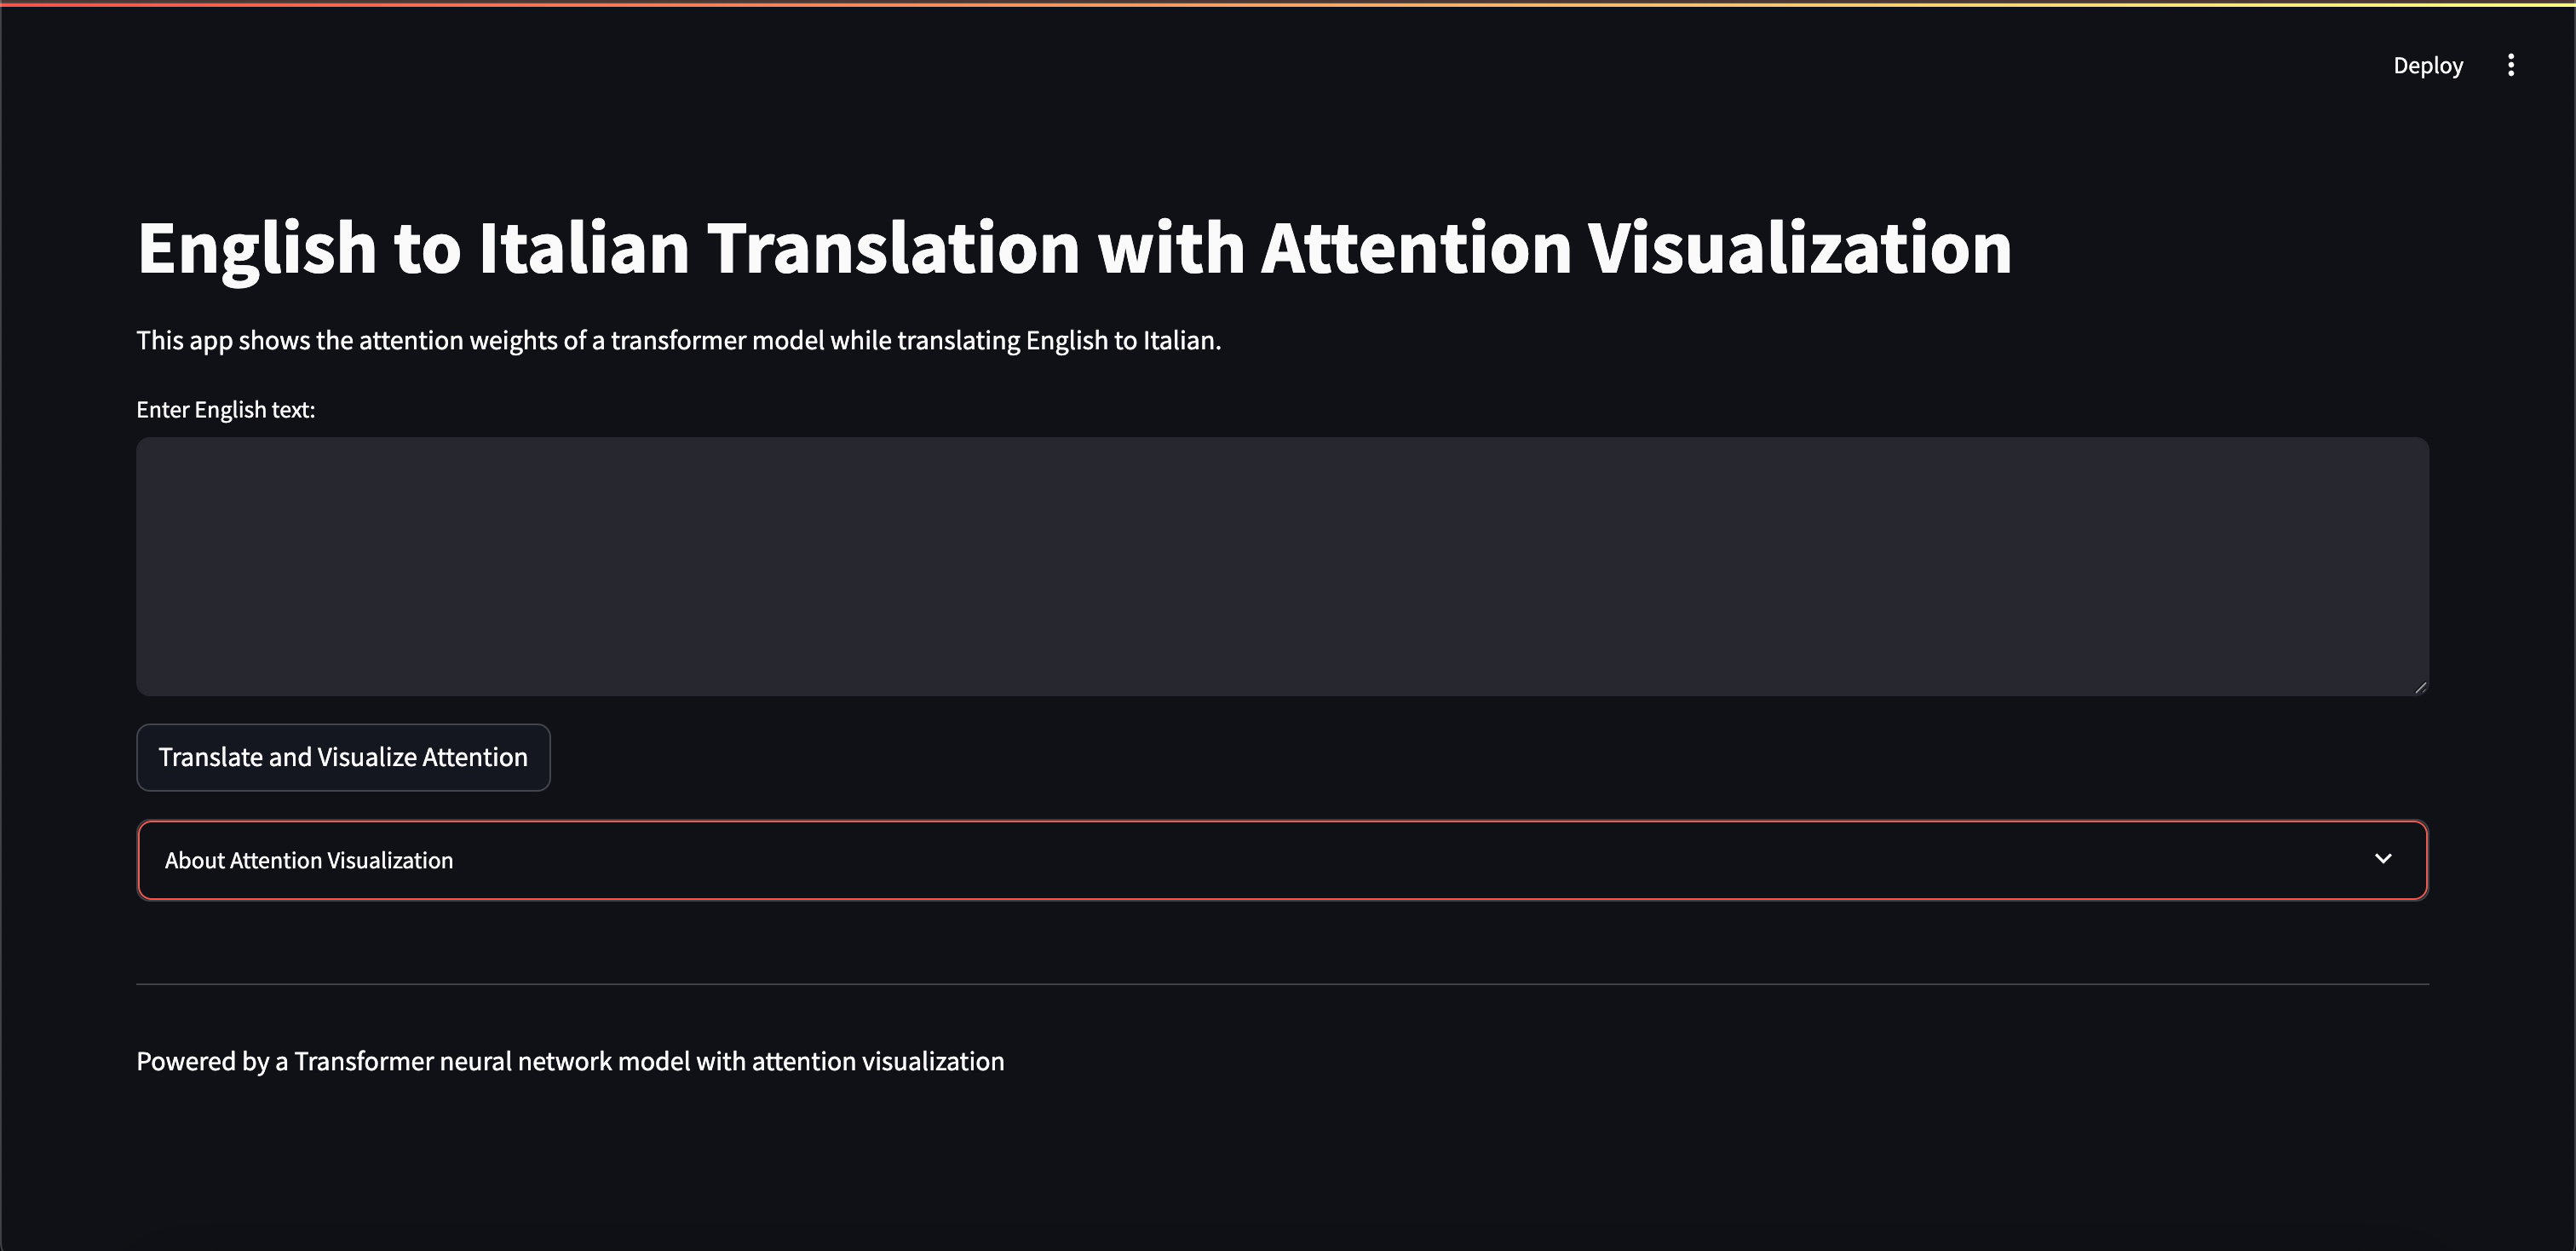 Deploy
English to Italian Translation with Attention Visualization
This app shows the attention weights of a transformer model while translating English to Italian.
Enter English text:
Translate and Visualize Attention
About Attention Visualization
Powered by a Transformer neural network model with attention visualization